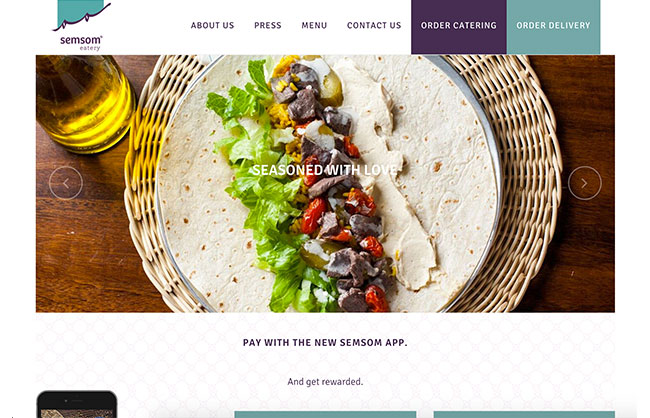 semsom®
eatery
ABOUT US PRESS MENU CONTACT US ORDER CATERING ORDER DELIVERY
SEASONED WITH LOVE
PAY WITH THE NEW SEMSOM APP.
And get rewarded.